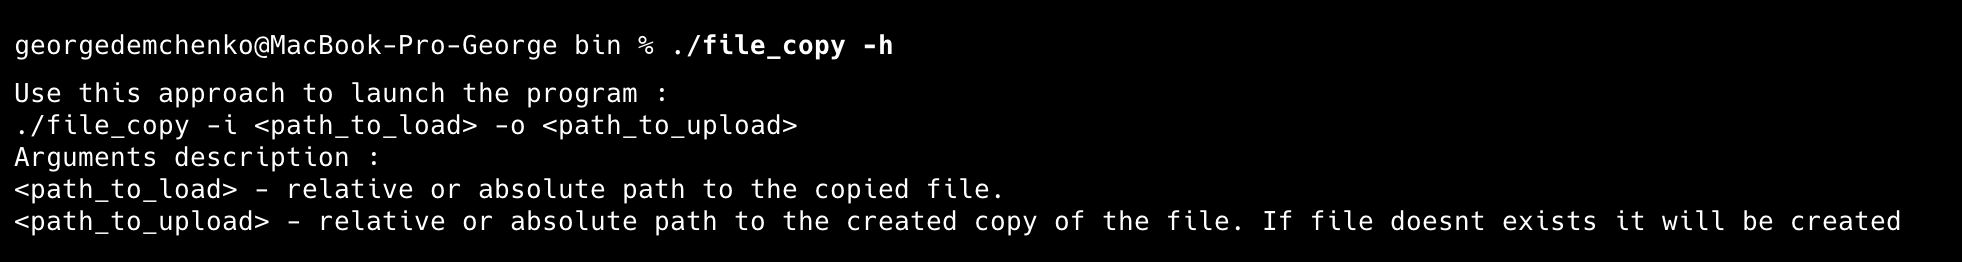 georgedemchenko@MacBook-Pro-George bin % ./file_copy -h
Use this approach to launch the program :
./file_copy -i <path_to_load> -o <path_to_upload>
Arguments description :
<path_to_load> - relative or absolute path to the copied file.
<path_to_upload> - relative or absolute path to the created copy of the file. If file doesnt exists it will be created